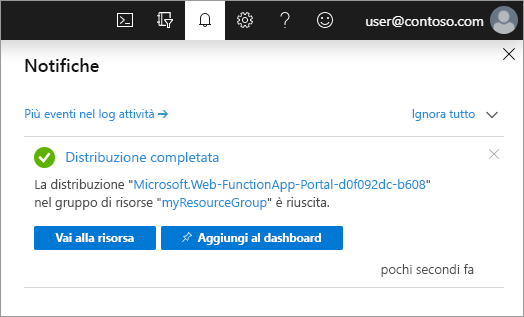 user@contoso.com
Notifiche
Più eventi nel log attività → Ignora tutto
Distribuzione completata
La distribuzione "Microsoft.Web-FunctionApp-Portal-d0f092dc-b608"
nel gruppo di risorse "myResourceGroup" è riuscita.
Vai alla risorsa Aggiungi al dashboard
pochi secondi fa